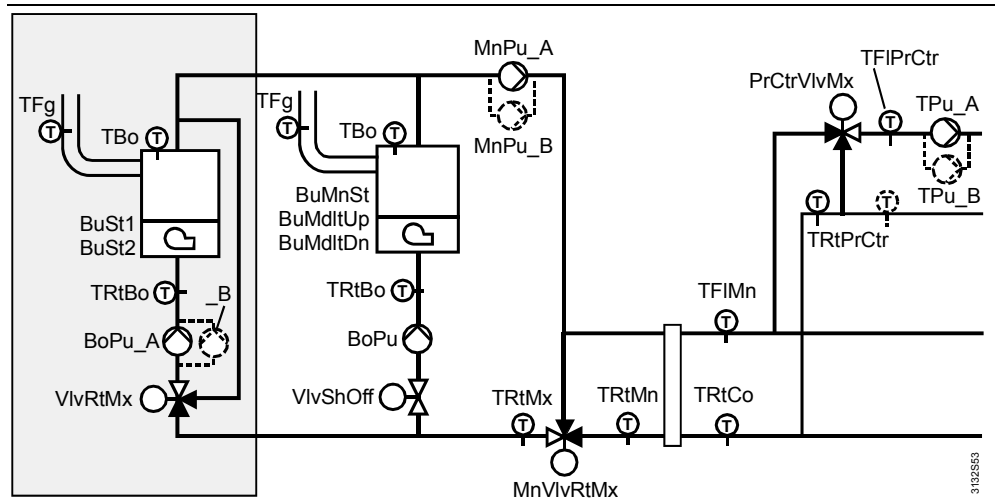 MnPu_A
TFg
T
TBo
T
BuSt1
BuSt2
TRtBo
T
_B
BoPu_A
VlvRtMx
TFg
T
TBo
T
MnPu_B
BuMnSt
BuMdltUp
BuMdltDn
TRtBo
T
BoPu
VlvShOff
TRtMx
T
MnVlvRtMx
TRtMn
T
TFlMn
T
TRtCo
T
PrCtrVlvMx
TFlPrCtr
T
TPu_A
TPu_B
T
T
TRtPrCtr
3132S53